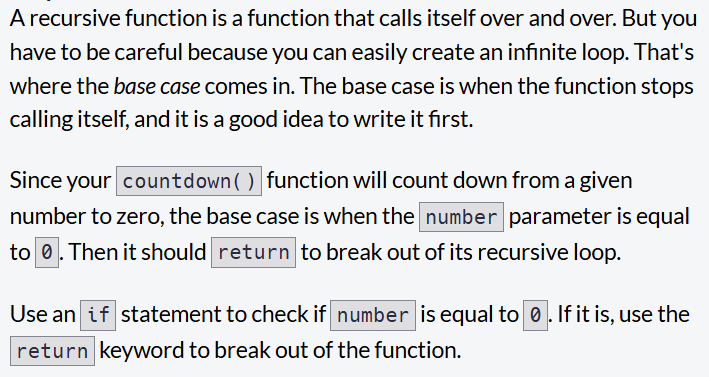 A recursive function is a function that calls itself over and over. But you
have to be careful because you can easily create an infinite loop. That's
where the base case comes in. The base case is when the function stops
calling itself, and it is a good idea to write it first.
Since your countdown() function will count down from a given
number to zero, the base case is when the number parameter is equal
to 0. Then it should return to break out of its recursive loop.
Use an if statement to check if number is equal to 0. If it is, use the
return keyword to break out of the function.